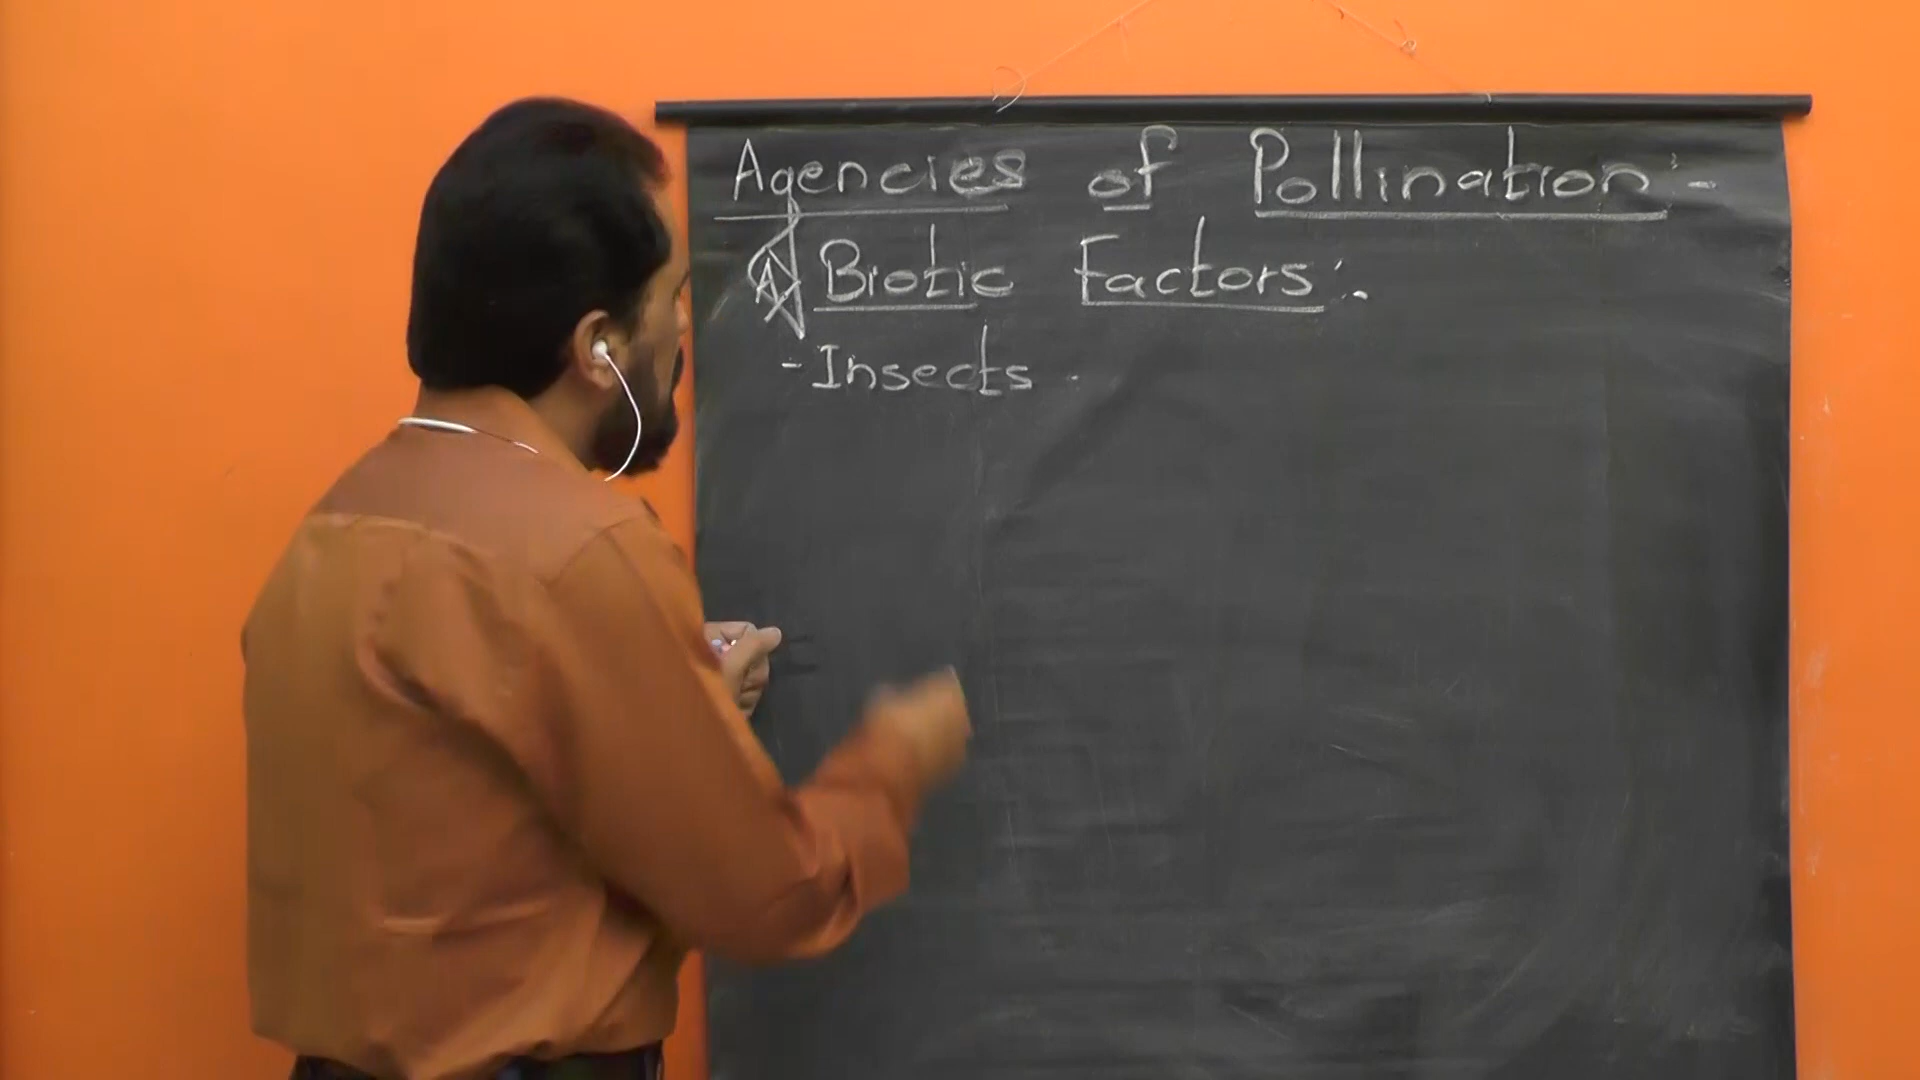 Agencies of Pollination:-
A Biotic Factors:-
- Insects.